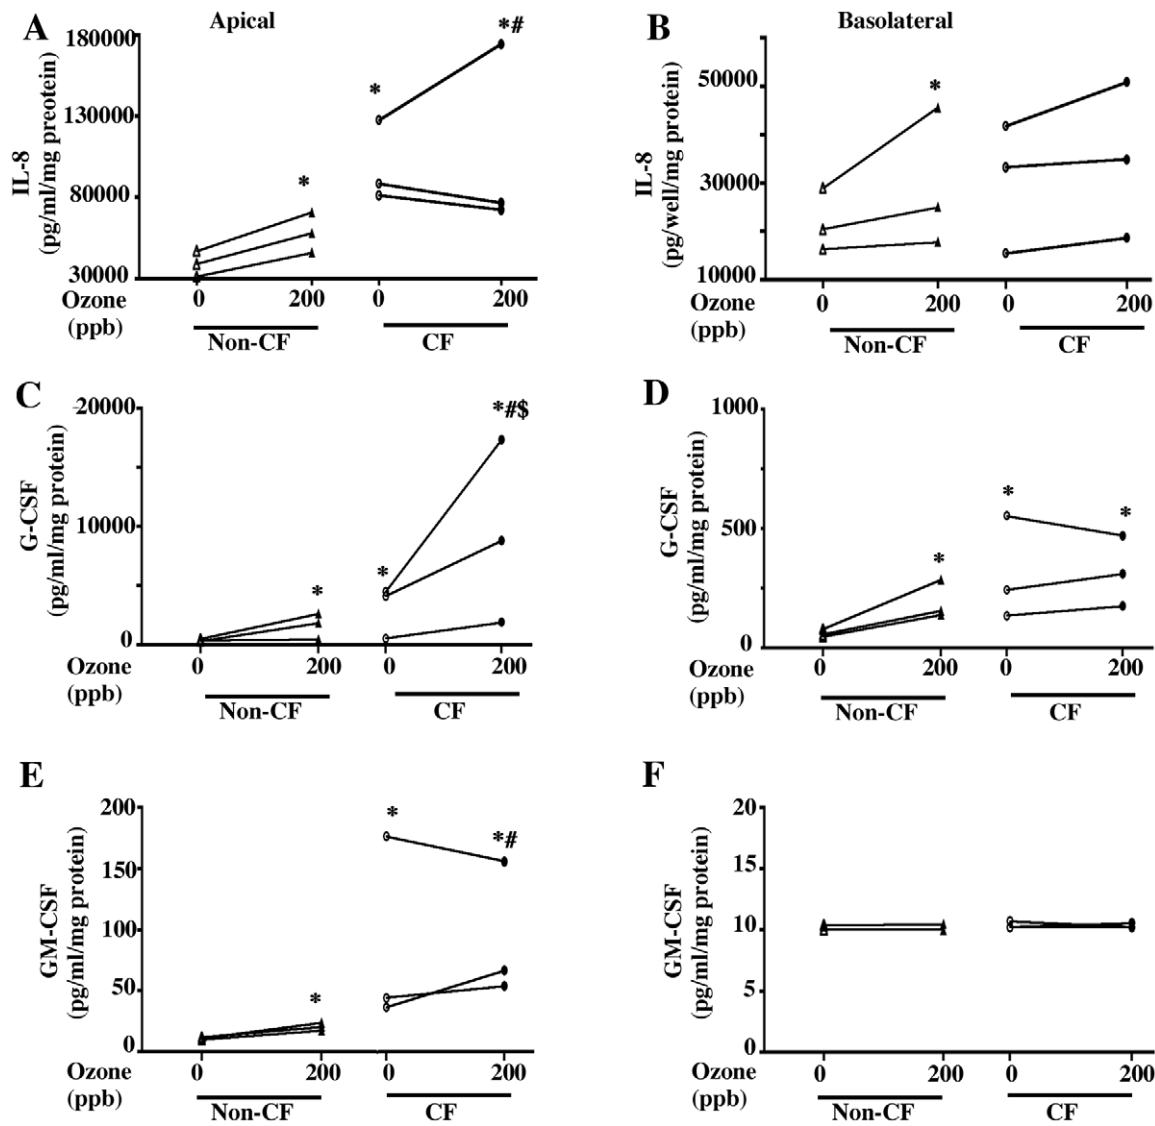 A Apical
IL-8
(pg/ml/mg preotein)
180000
130000
80000
30000
*
*
*#
Ozone 0 200 0 200
(ppb)
Non-CF CF
B Basolateral
IL-8
(pg/well/mg protein)
50000
30000
10000
*
Ozone 0 200 0 200
(ppb)
Non-CF CF
C
G-CSF
(pg/ml/mg protein)
20000
10000
0
*
*
*#$
Ozone 0 200 0 200
(ppb)
Non-CF CF
D
G-CSF
(pg/ml/mg protein)
1000
500
0
*
*
*
Ozone 0 200 0 200
(ppb)
Non-CF CF
E
GM-CSF
(pg/ml/mg protein)
200
150
100
50
0
*
*
*#
Ozone 0 200 0 200
(ppb)
Non-CF CF
F
GM-CSF
(pg/ml/mg protein)
20
15
10
5
0
Ozone 0 200 0 200
(ppb)
Non-CF CF